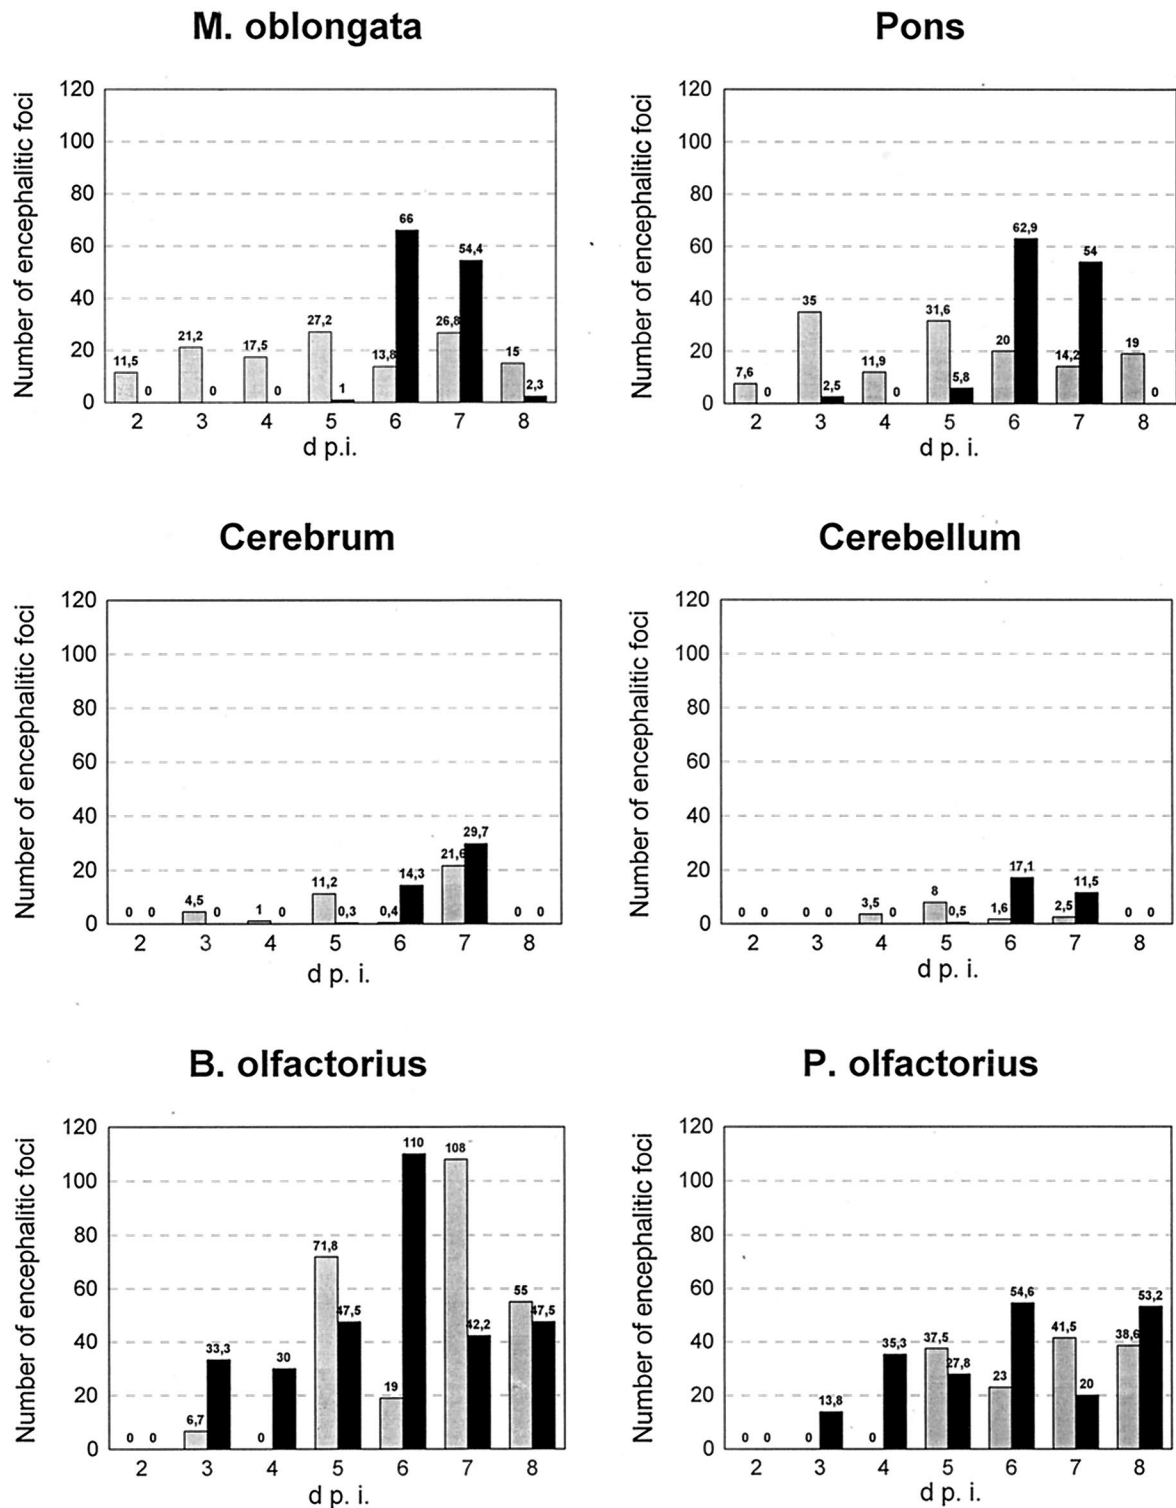 M. oblongata
Number of encephalitic foci
120
100
80
60
40
20
0
11,5 0 21,2 0 17,5 0 27,2 1 13,8 66 26,8 54,4 15 2,3
2 3 4 5 6 7 8
d p.i.
Pons
Number of encephalitic foci
120
100
80
60
40
20
0
7,6 0 35 2,5 11,9 0 31,6 5,8 20 62,9 14,2 54 19 0
2 3 4 5 6 7 8
d p. i.
Cerebrum
Number of encephalitic foci
120
100
80
60
40
20
0
0 0 4,5 0 1 0 11,2 0,3 0,4 14,3 21,6 29,7 0 0
2 3 4 5 6 7 8
d p. i.
Cerebellum
Number of encephalitic foci
120
100
80
60
40
20
0
0 0 0 0 3,5 0 8 0,5 1,6 17,1 2,5 11,5 0 0
2 3 4 5 6 7 8
d p. i.
B. olfactorius
Number of encephalitic foci
120
100
80
60
40
20
0
0 0 6,7 33,3 0 30 71,8 47,5 19 110 108 42,2 55 47,5
2 3 4 5 6 7 8
d p. i.
P. olfactorius
Number of encephalitic foci
120
100
80
60
40
20
0
0 0 0 13,8 0 35,3 37,5 27,8 23 54,6 41,5 20 38,6 53,2
2 3 4 5 6 7 8
d p. i.